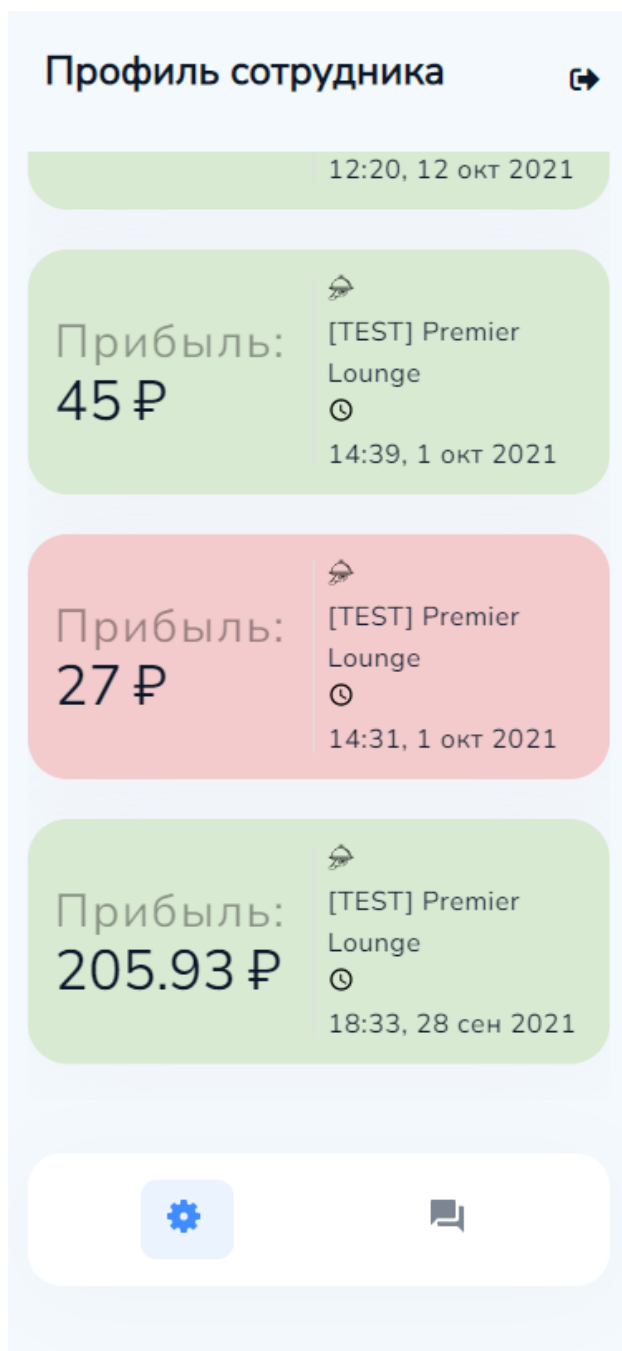 Профиль сотрудника
12:20, 12 окт 2021
Прибыль:
45 ₽
[TEST] Premier
Lounge
14:39, 1 окт 2021
Прибыль:
27 ₽
[TEST] Premier
Lounge
14:31, 1 окт 2021
Прибыль:
205.93 ₽
[TEST] Premier
Lounge
18:33, 28 сен 2021